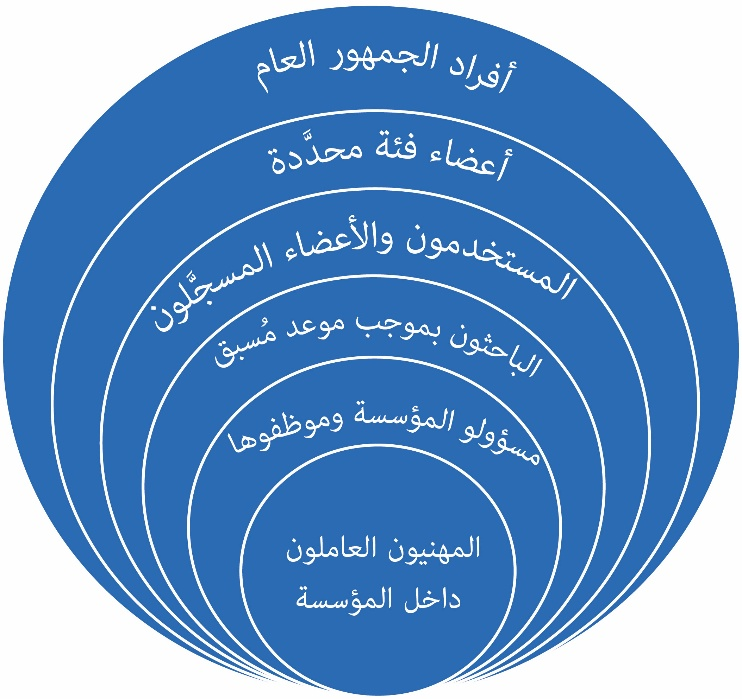 أفراد الجمهور العام
أعضاء فئة محدَّدة
المستخدمون والأعضاء المسجَّلون
الباحثون بموجب موعد مُسبق
مسؤولو المؤسسة وموظفوها
المهنيون العاملون
داخل المؤسسة